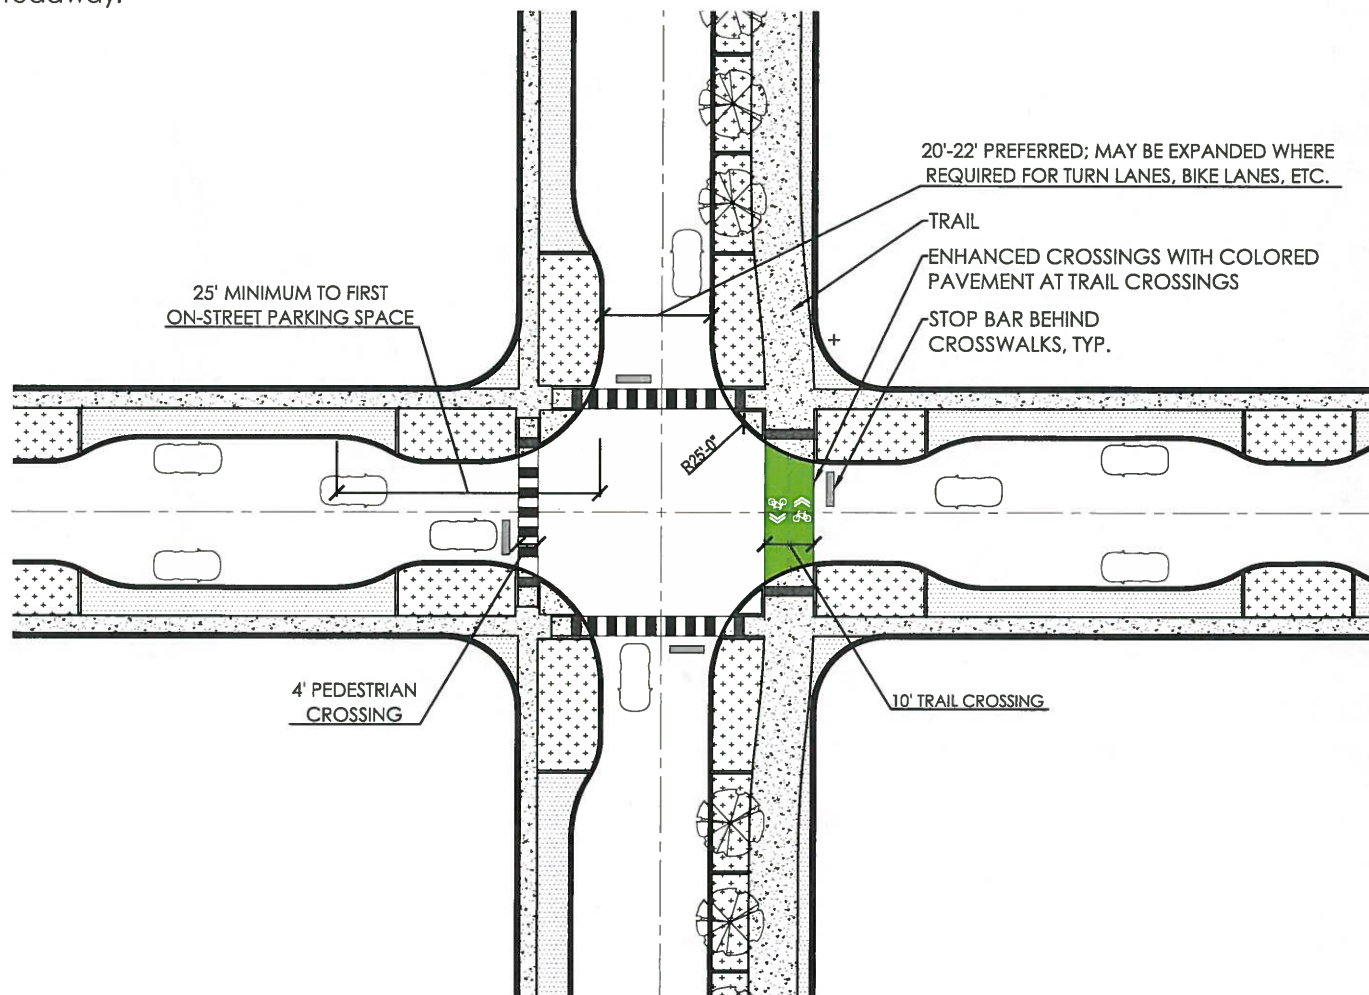 roadway.
20'-22' PREFERRED; MAY BE EXPANDED WHERE
REQUIRED FOR TURN LANES, BIKE LANES, ETC.
TRAIL
ENHANCED CROSSINGS WITH COLORED
PAVEMENT AT TRAIL CROSSINGS
25' MINIMUM TO FIRST
ON-STREET PARKING SPACE
STOP BAR BEHIND
CROSSWALKS, TYP.
R25'-0"
4' PEDESTRIAN
CROSSING
10' TRAIL CROSSING